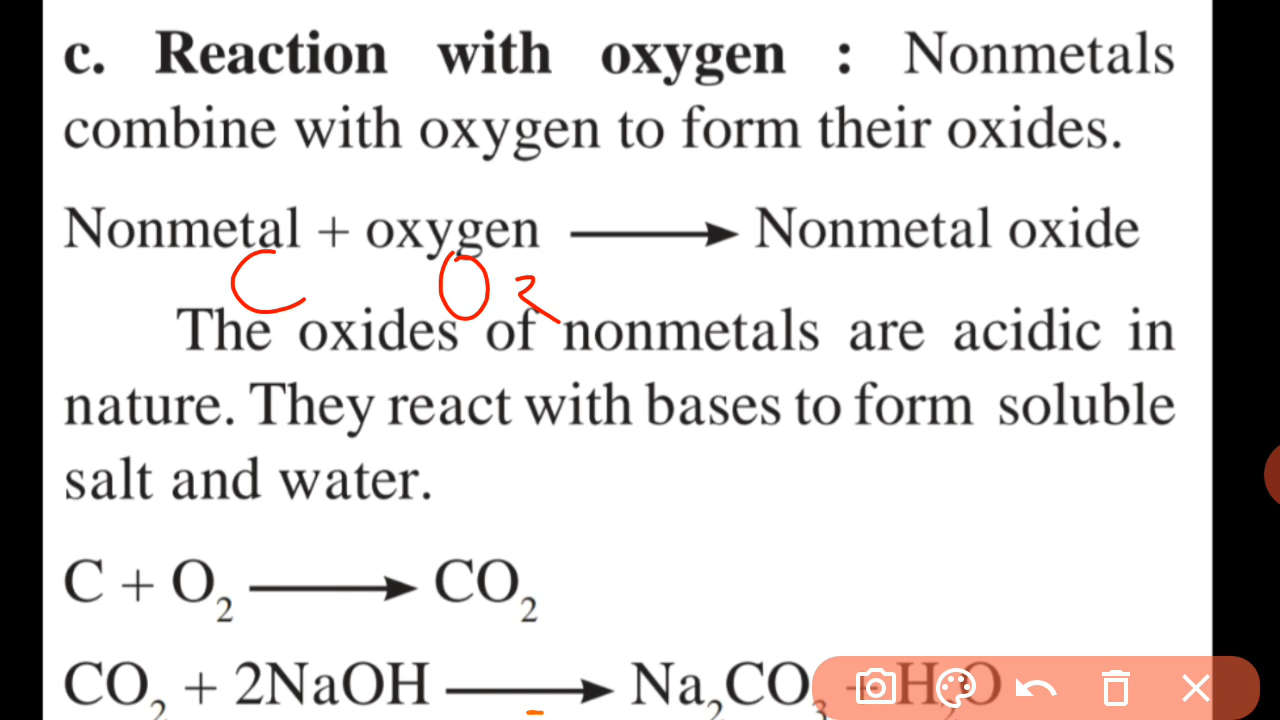 c. Reaction with oxygen : Nonmetals
combine with oxygen to form their oxides.
Nonmetal + oxygen ⟶ Nonmetal oxide
C O 2
The oxides of nonmetals are acidic in
nature. They react with bases to form soluble
salt and water.
C + O₂ ⟶ CO₂
CO₂ + 2NaOH ⟶ Na₂CO₃ + H₂O